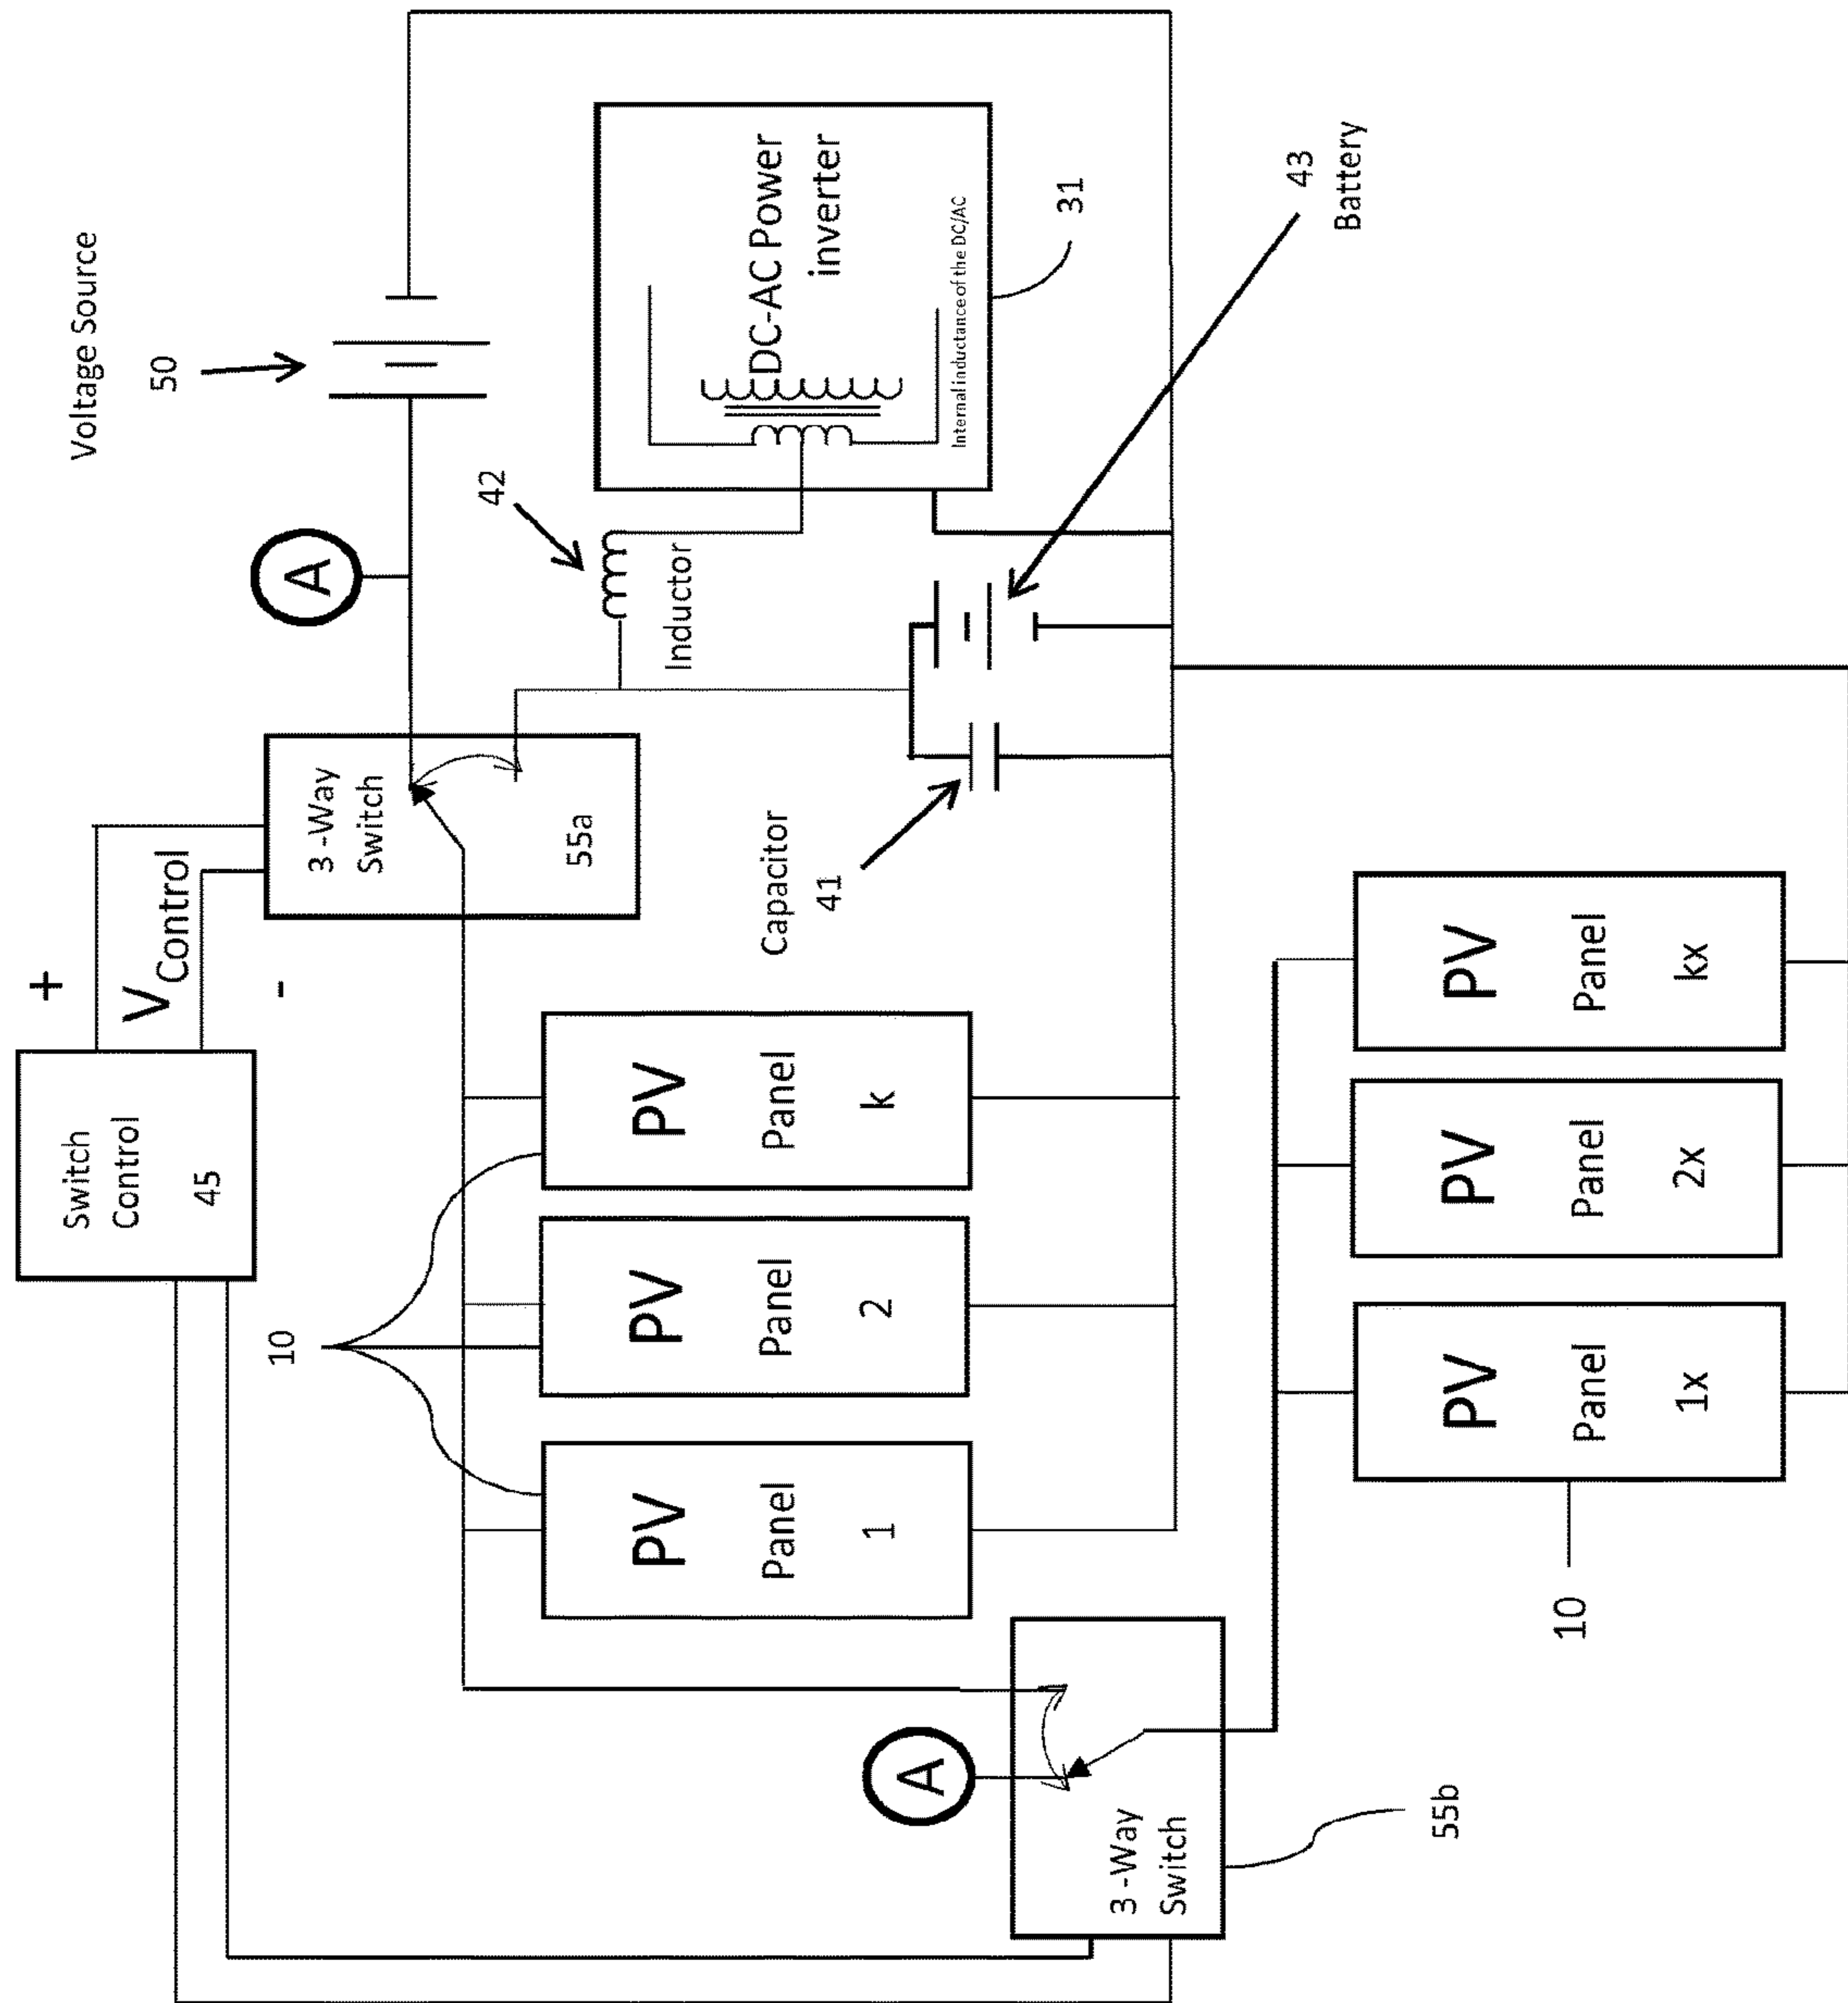 Switch
Control
45
+
V Control
-
3-Way
Switch
55a
A
Voltage Source
50
10
PV
Panel
1
PV
Panel
2
PV
Panel
k
Capacitor
41
Inductor
42
DC-AC Power
inverter
Internal inductance of the DC/AC
31
43
Battery
A
3-Way
Switch
55b
10
PV
Panel
1x
PV
Panel
2x
PV
Panel
kx